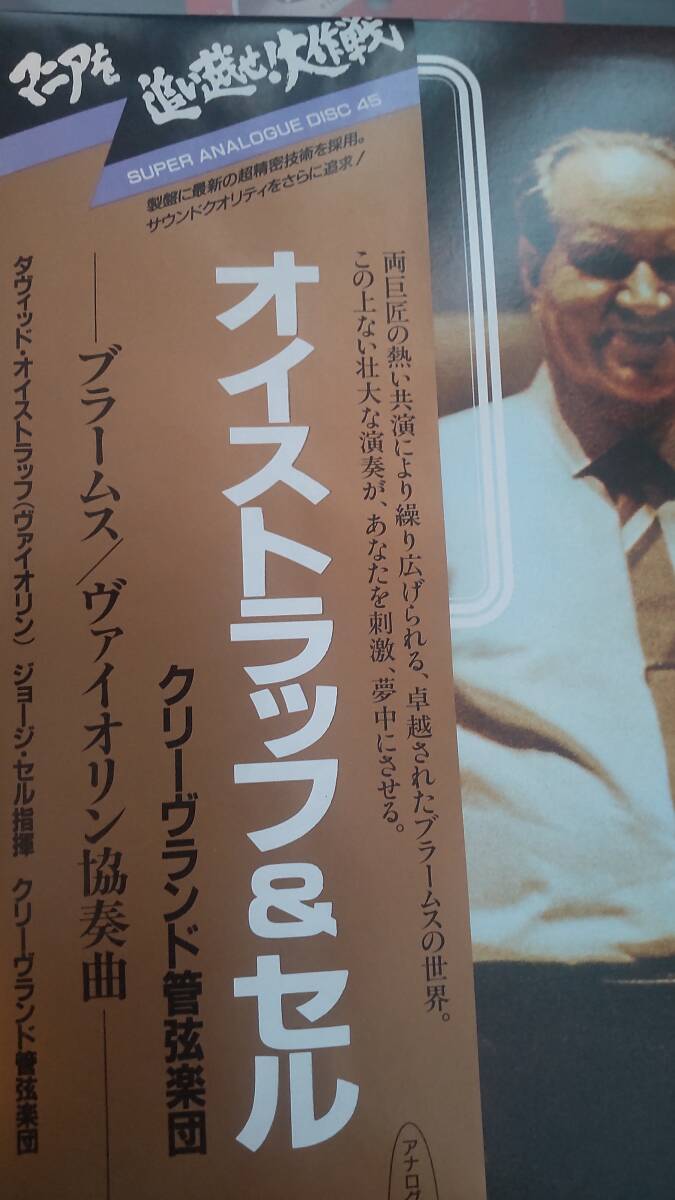 マニアを
追い越せ！大作戦
SUPER ANALOGUE DISC 45
製盤に最新の超精密技術を採用。
サウンドクオリティをさらに追求！
両巨匠の熱い共演により繰り広げられる、卓越されたブラームスの世界。
この上ない壮大な演奏が、あなたを刺激、夢中にさせる。
オイストラッフ&セル
クリーヴランド管弦楽団
ブラームス／ヴァイオリン協奏曲
ダヴィッド・オイストラッフ(ヴァイオリン) ジョージ・セル指揮 クリーヴランド管弦楽団
アナログ